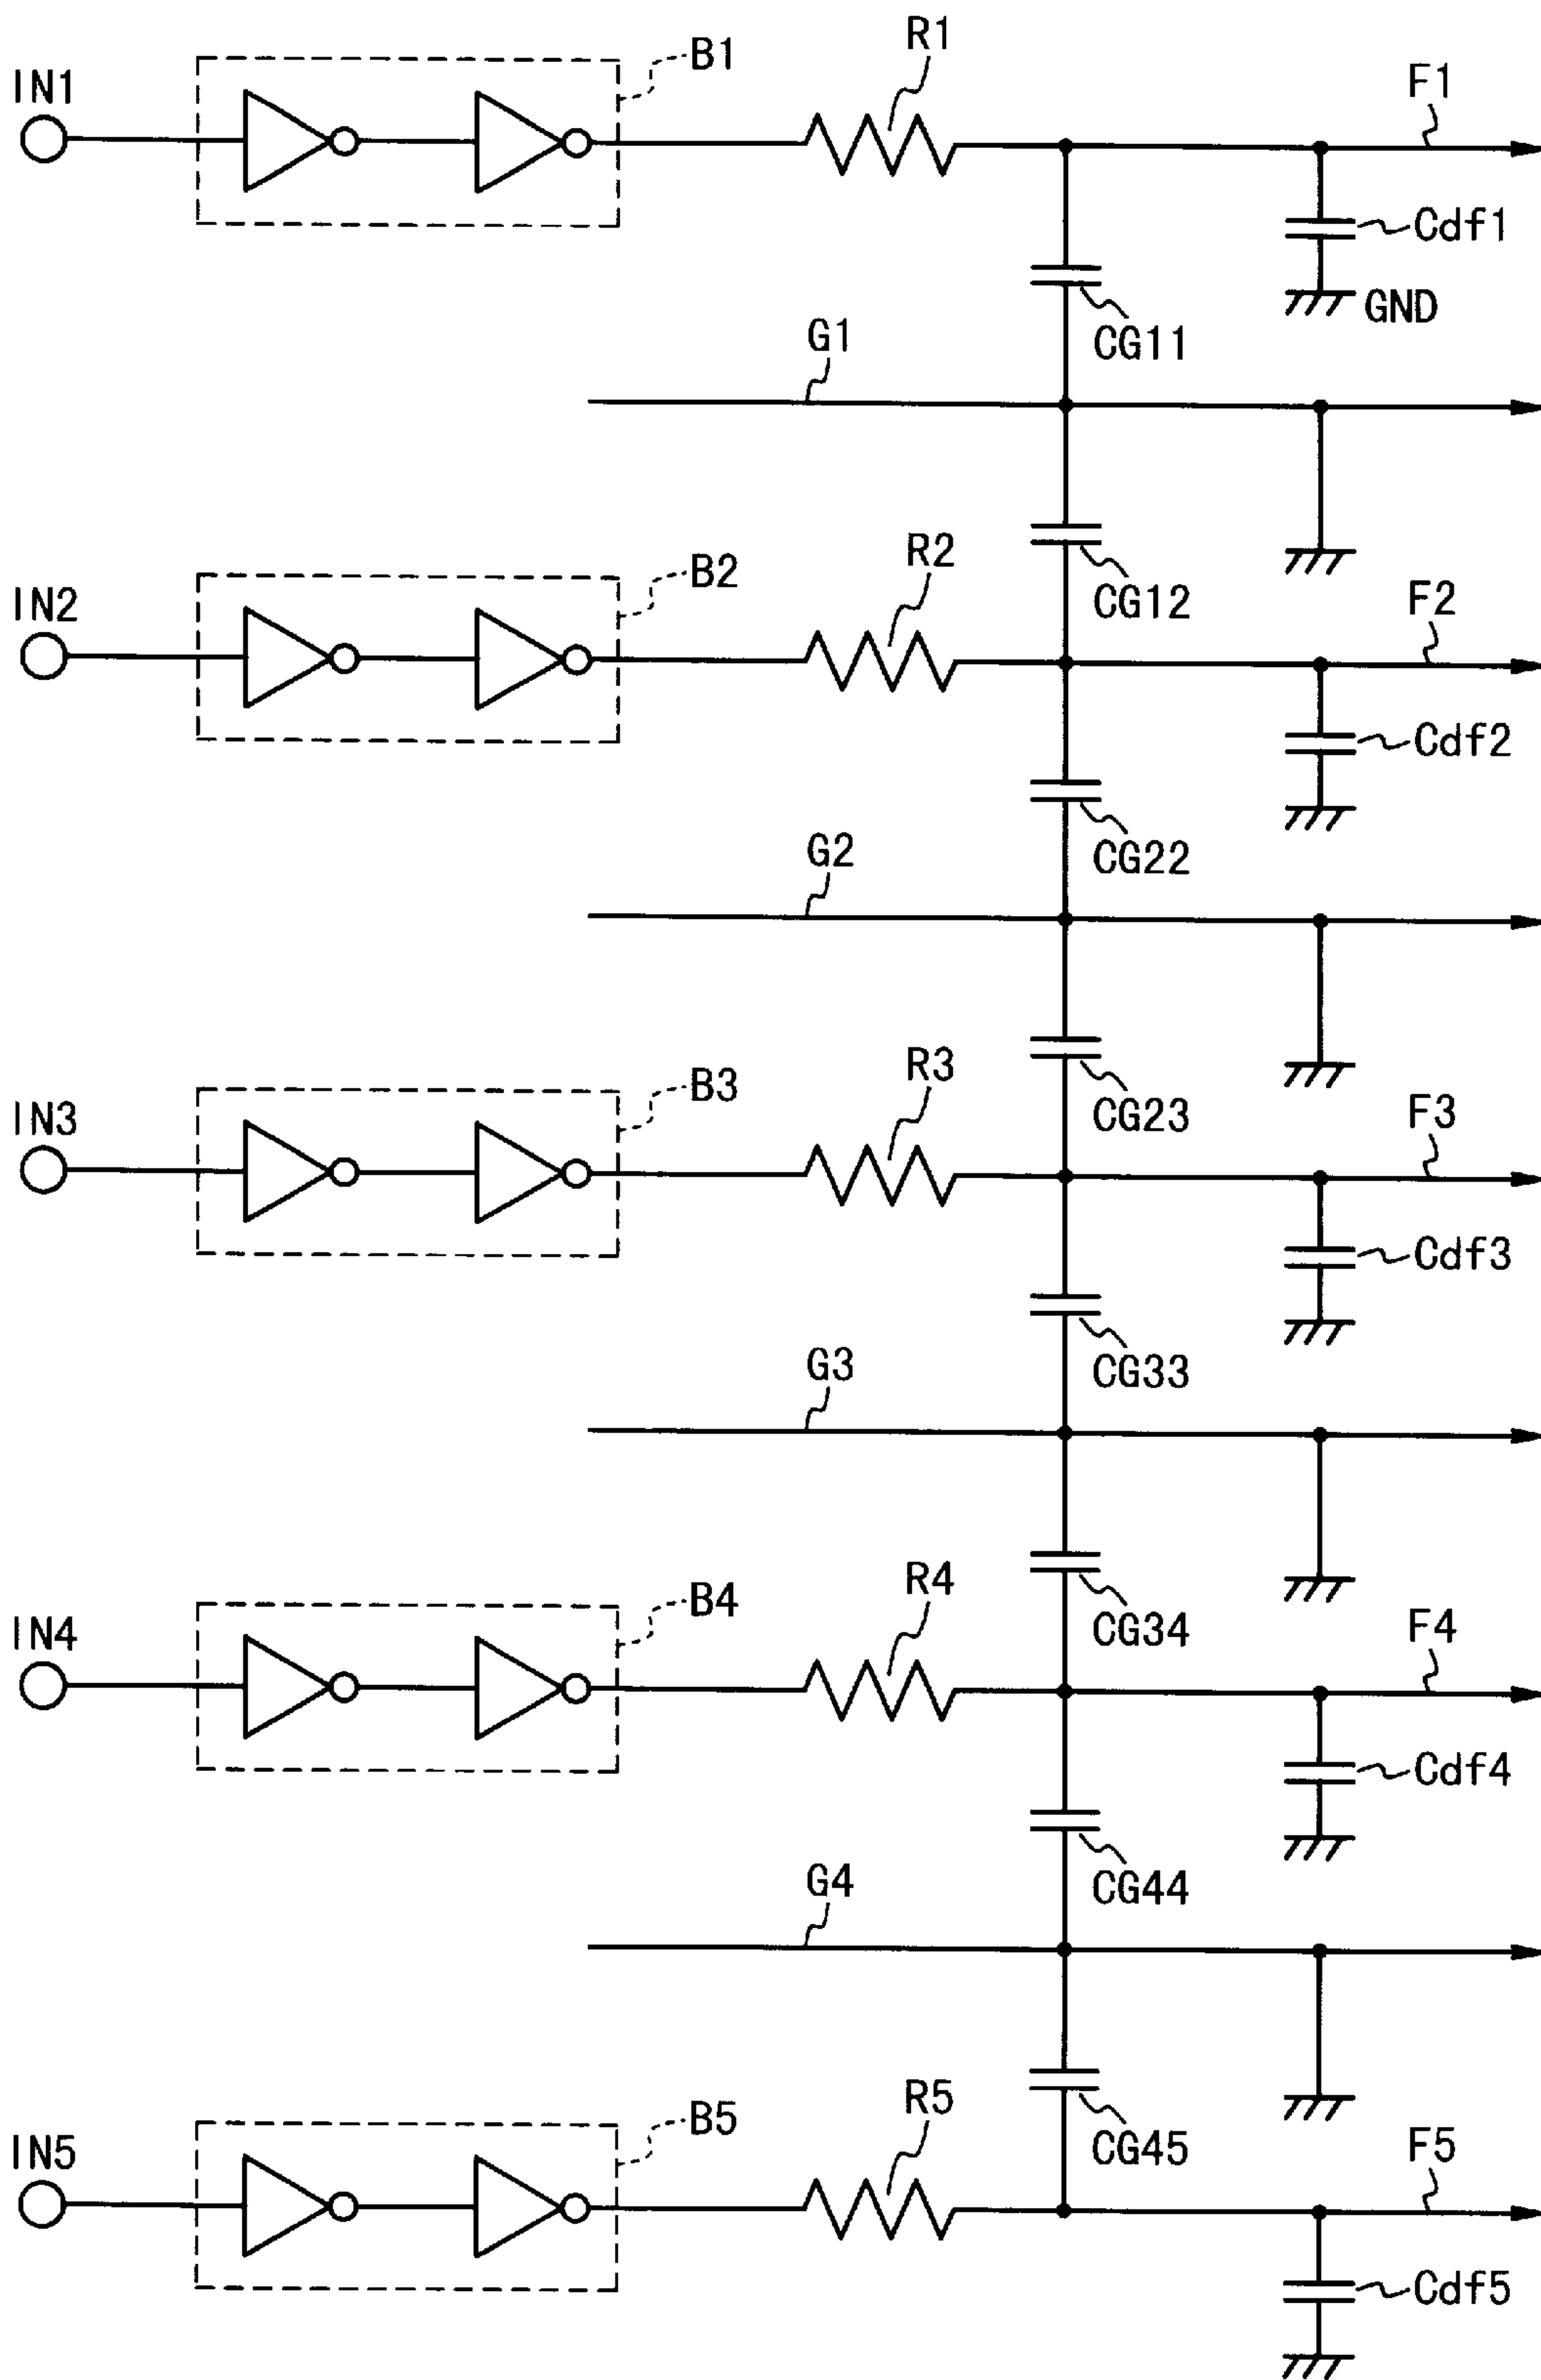 R1
B1
F1
IN1
Cdf1
GND
G1
CG11
R2
B2
CG12
F2
IN2
Cdf2
G2
CG22
R3
B3
CG23
F3
IN3
Cdf3
G3
CG33
R4
B4
CG34
F4
IN4
Cdf4
G4
CG44
R5
B5
CG45
F5
IN5
Cdf5